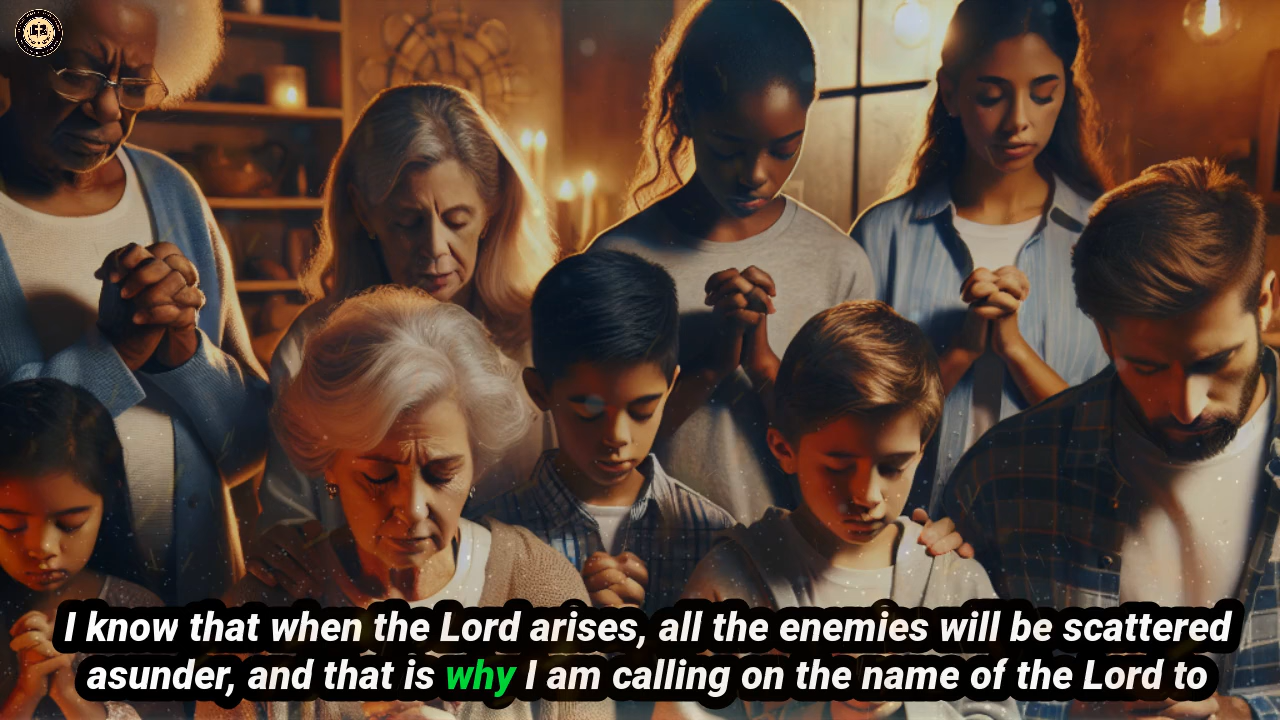 I know that when the Lord arises, all the enemies will be scattered
asunder, and that is why I am calling on the name of the Lord to